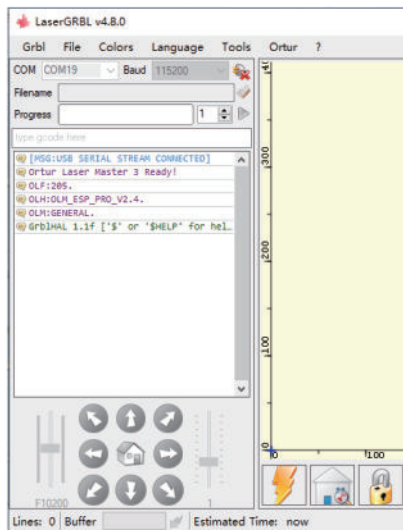 LaserGRBL v4.8.0
Grbl File Colors Language Tools Ortur ?
COM COM19 Baud 115200
Filename
Progress 1
type gcode here
[MSG:USB SERIAL STREAM CONNECTED]
Ortur Laser Master 3 Ready!
OLF:205.
OLH:OLM_ESP_PRO_V2.4.
OLM:GENERAL.
GrblHAL 1.1f ['$' or '$HELP' for hel...
300
200
100
0
0 100
F10200 1
Lines: 0 Buffer Estimated Time: now